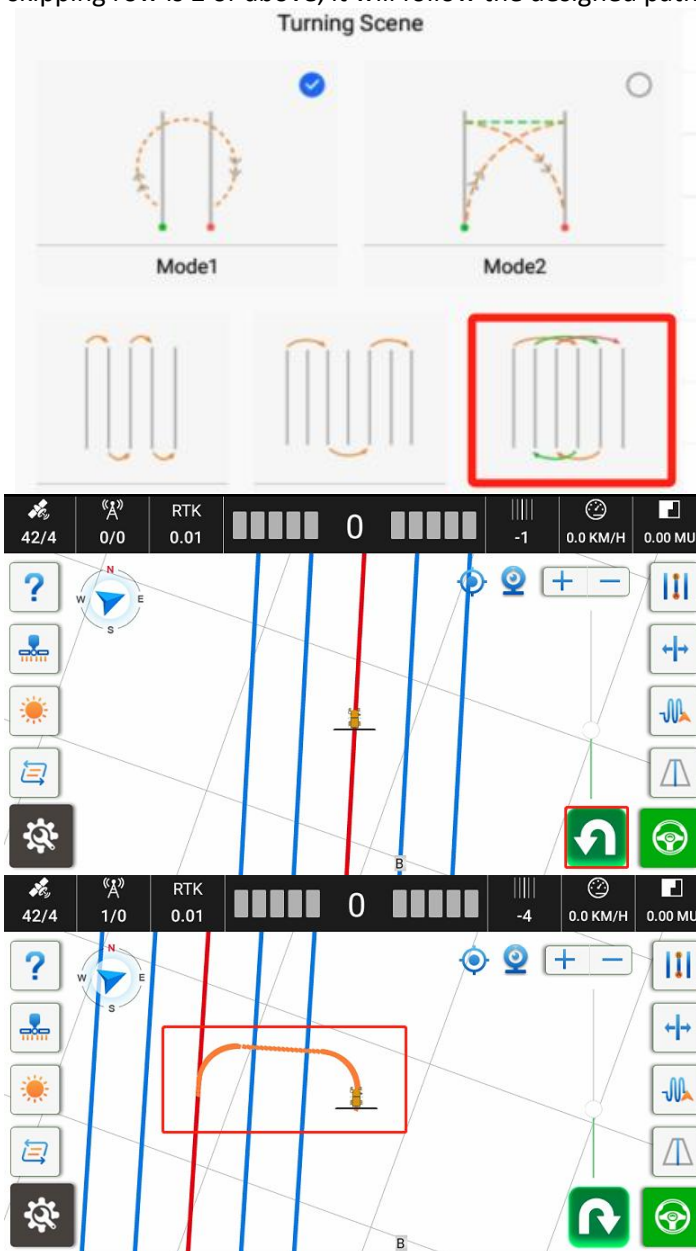 skipping row is 2 or above, it will follow the designed path
Turning Scene
Mode1
Mode2
42/4
0/0
RTK
0.01
0
-1
0.0 KM/H
0.00 MU
?
N
W
E
S
+
−
B
42/4
1/0
RTK
0.01
0
-4
0.0 KM/H
0.00 MU
?
N
W
E
S
+
−
B